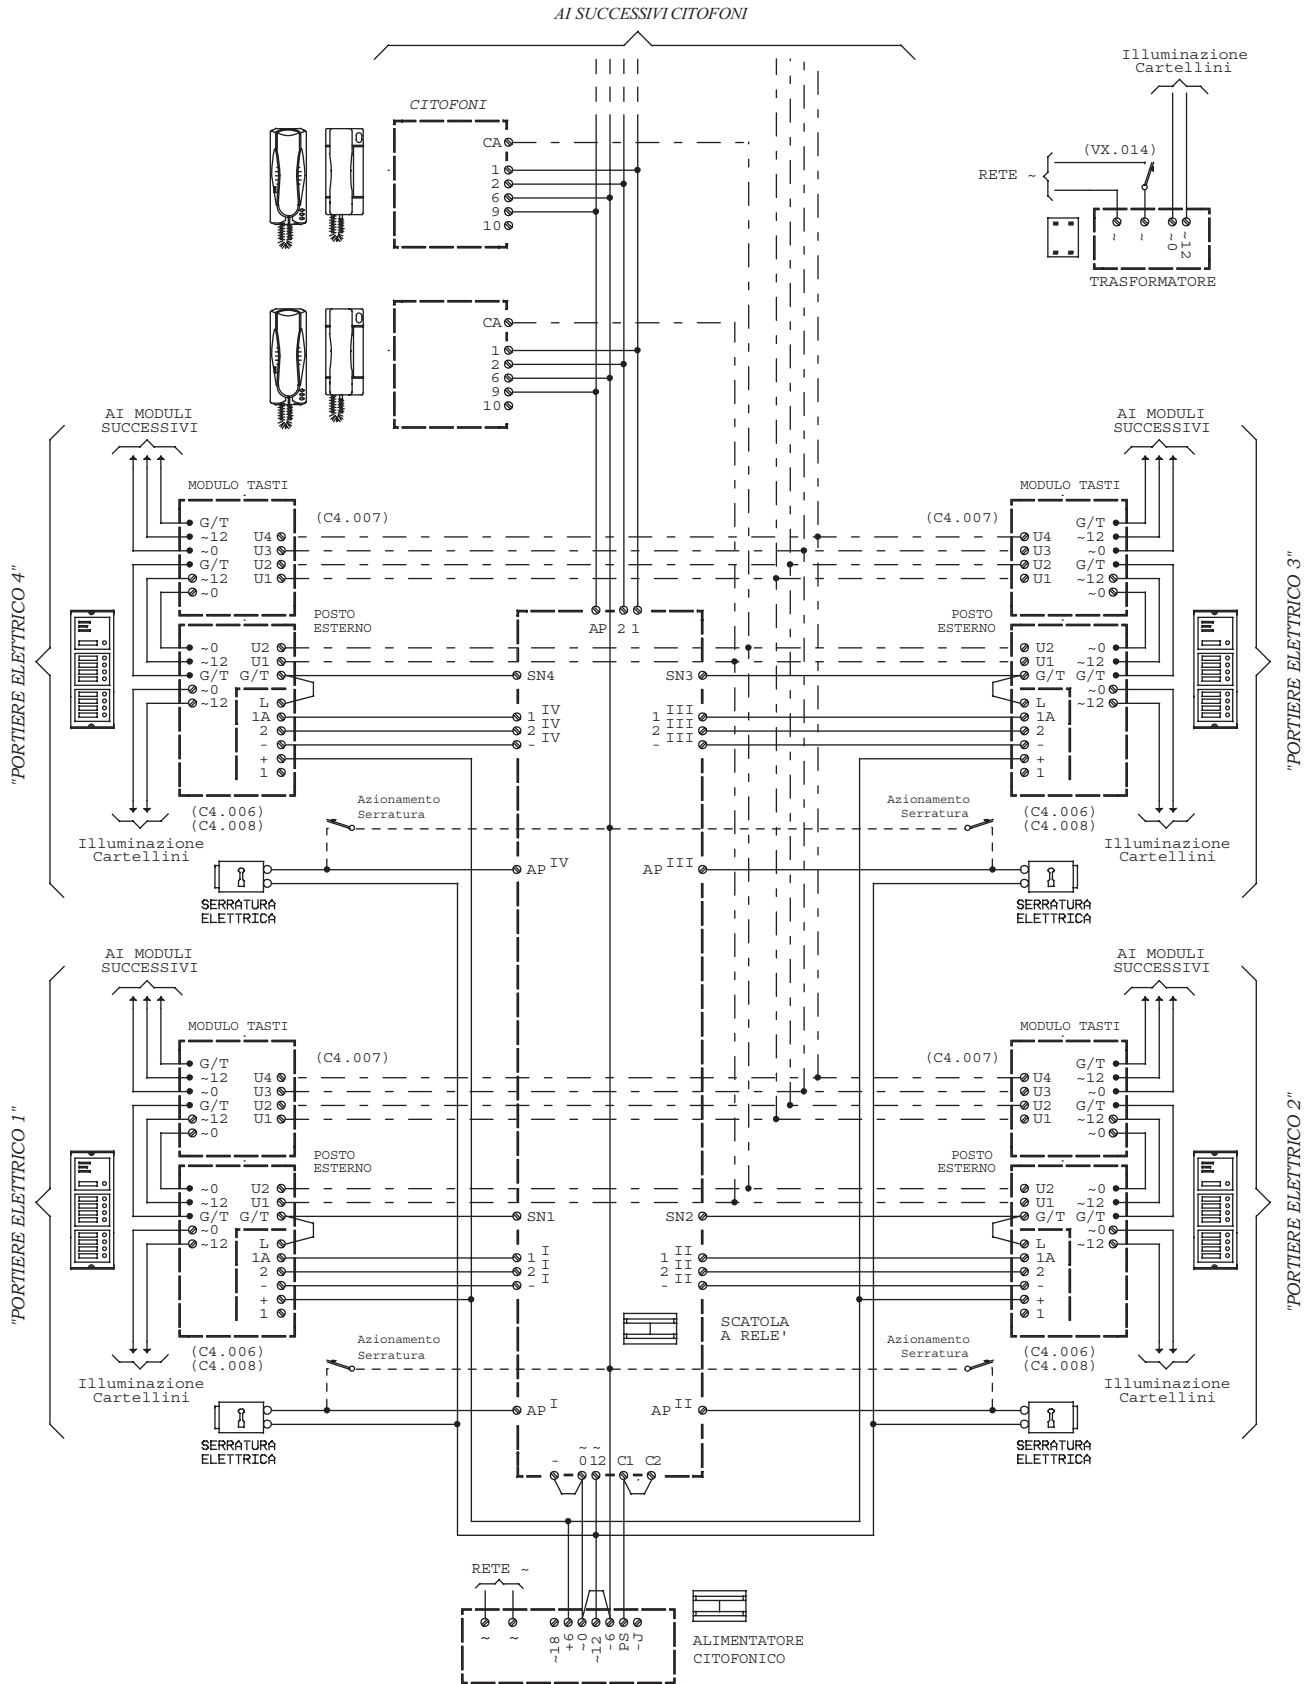 AI SUCCESSIVI CITOFONI
Illuminazione
Cartellini
CITOFONI
CA
1
2
6
9
10
(VX.014)
RETE ~
~
~
~0
~12
TRASFORMATORE
CA
1
2
6
9
10
"PORTIERE ELETTRICO 4"
AI MODULI
SUCCESSIVI
MODULO TASTI
(C4.007)
G/T
~12
~0
G/T
~12
~0
U4
U3
U2
U1
POSTO
ESTERNO
~0
~12
G/T
~0
~12
U2
U1
G/T
L
1A
2
-
+
1
(C4.006)
(C4.008)
Illuminazione
Cartellini
Azionamento
Serratura
SERRATURA
ELETTRICA
"PORTIERE ELETTRICO 3"
AI MODULI
SUCCESSIVI
MODULO TASTI
(C4.007)
U4
U3
U2
U1
G/T
~12
~0
G/T
~12
~0
POSTO
ESTERNO
U2
U1
G/T
L
1A
2
-
+
1
~0
~12
G/T
~0
~12
(C4.006)
(C4.008)
Illuminazione
Cartellini
Azionamento
Serratura
SERRATURA
ELETTRICA
AP 2 1
SN4
SN3
1 IV
2 IV
- IV
1 III
2 III
- III
AP IV
AP III
"PORTIERE ELETTRICO 1"
AI MODULI
SUCCESSIVI
MODULO TASTI
(C4.007)
G/T
~12
~0
G/T
~12
~0
U4
U3
U2
U1
POSTO
ESTERNO
~0
~12
G/T
~0
~12
U2
U1
G/T
L
1A
2
-
+
1
(C4.006)
(C4.008)
Illuminazione
Cartellini
Azionamento
Serratura
SERRATURA
ELETTRICA
"PORTIERE ELETTRICO 2"
AI MODULI
SUCCESSIVI
MODULO TASTI
(C4.007)
U4
U3
U2
U1
G/T
~12
~0
G/T
~12
~0
POSTO
ESTERNO
U2
U1
G/T
L
1A
2
-
+
1
~0
~12
G/T
~0
~12
(C4.006)
(C4.008)
Illuminazione
Cartellini
Azionamento
Serratura
SERRATURA
ELETTRICA
SN1
SN2
1 I
2 I
- I
1 II
2 II
- II
SCATOLA
A RELE'
AP I
AP II
- ~0 ~12 C1 C2
RETE ~
~
~
~18
+6
~0
~12
-6
PS
-J
ALIMENTATORE
CITOFONICO